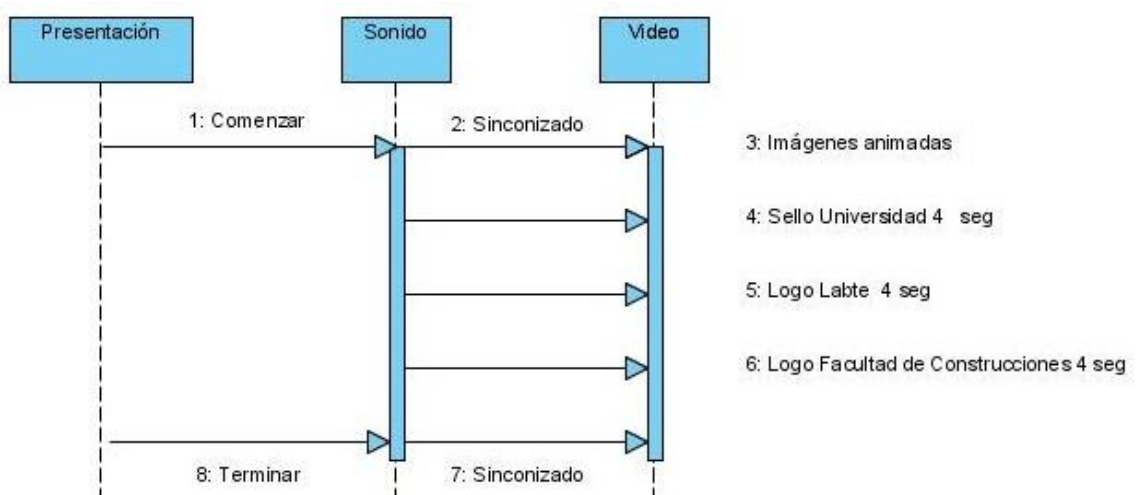 Presentación
Sonido
Video
1: Comenzar
2: Sinconizado
3: Imágenes animadas
4: Sello Universidad 4 seg
5: Logo Labte 4 seg
6: Logo Facultad de Construcciones 4 seg
8: Terminar
7: Sinconizado